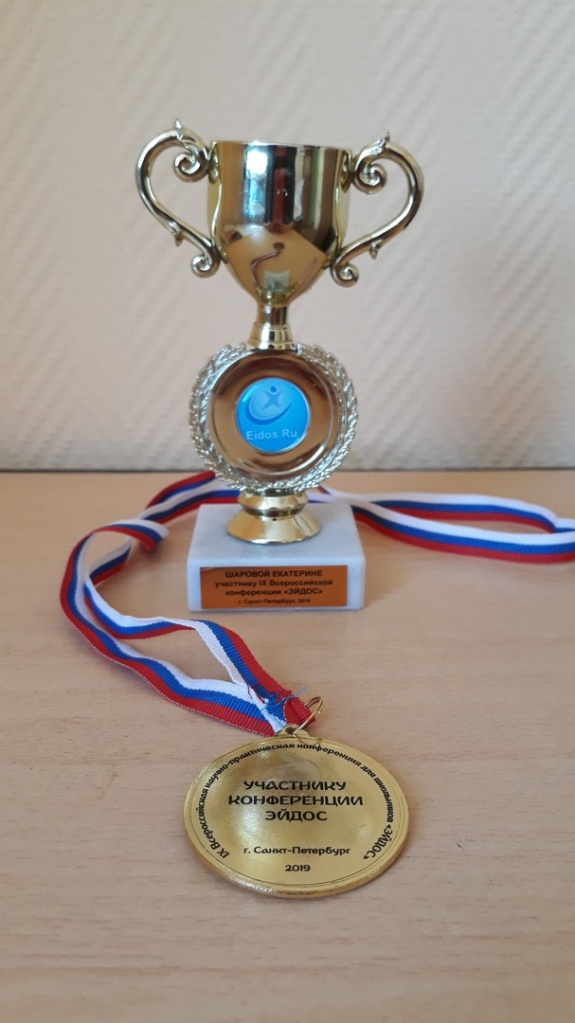 Eidos.Ru
ШАРОВОЙ ЕКАТЕРИНЕ
участнику IX Всероссийской
конференции «ЭЙДОС»
г. Санкт-Петербург, 2019
IX Всероссийская научно-практическая конференция для школьников «ЭЙДОС»
УЧАСТНИКУ
КОНФЕРЕНЦИИ
ЭЙДОС
г. Санкт-Петербург
2019